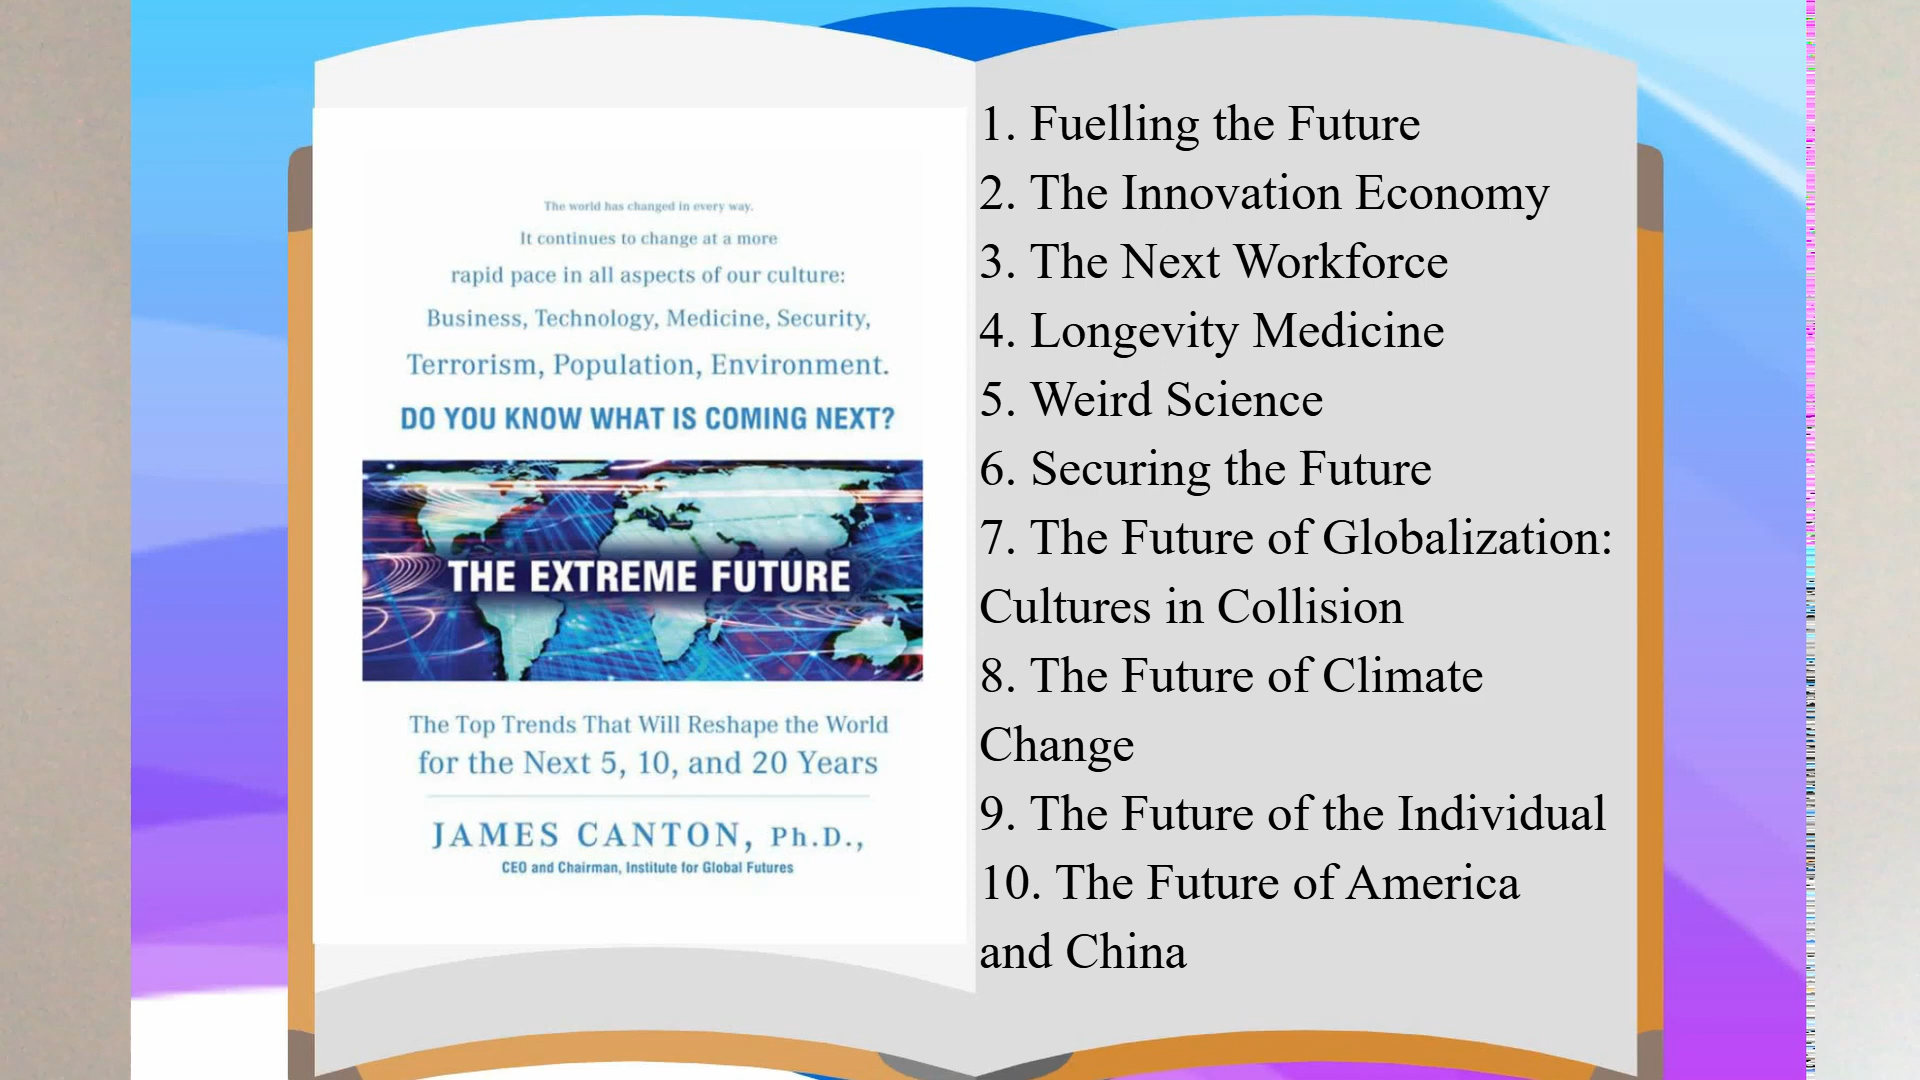 The world has changed in every way.
It continues to change at a more
rapid pace in all aspects of our culture:
Business, Technology, Medicine, Security,
Terrorism, Population, Environment.
DO YOU KNOW WHAT IS COMING NEXT?
THE EXTREME FUTURE
The Top Trends That Will Reshape the World
for the Next 5, 10, and 20 Years
JAMES CANTON, Ph.D.,
CEO and Chairman, Institute for Global Futures
1. Fuelling the Future
2. The Innovation Economy
3. The Next Workforce
4. Longevity Medicine
5. Weird Science
6. Securing the Future
7. The Future of Globalization:
Cultures in Collision
8. The Future of Climate
Change
9. The Future of the Individual
10. The Future of America
and China